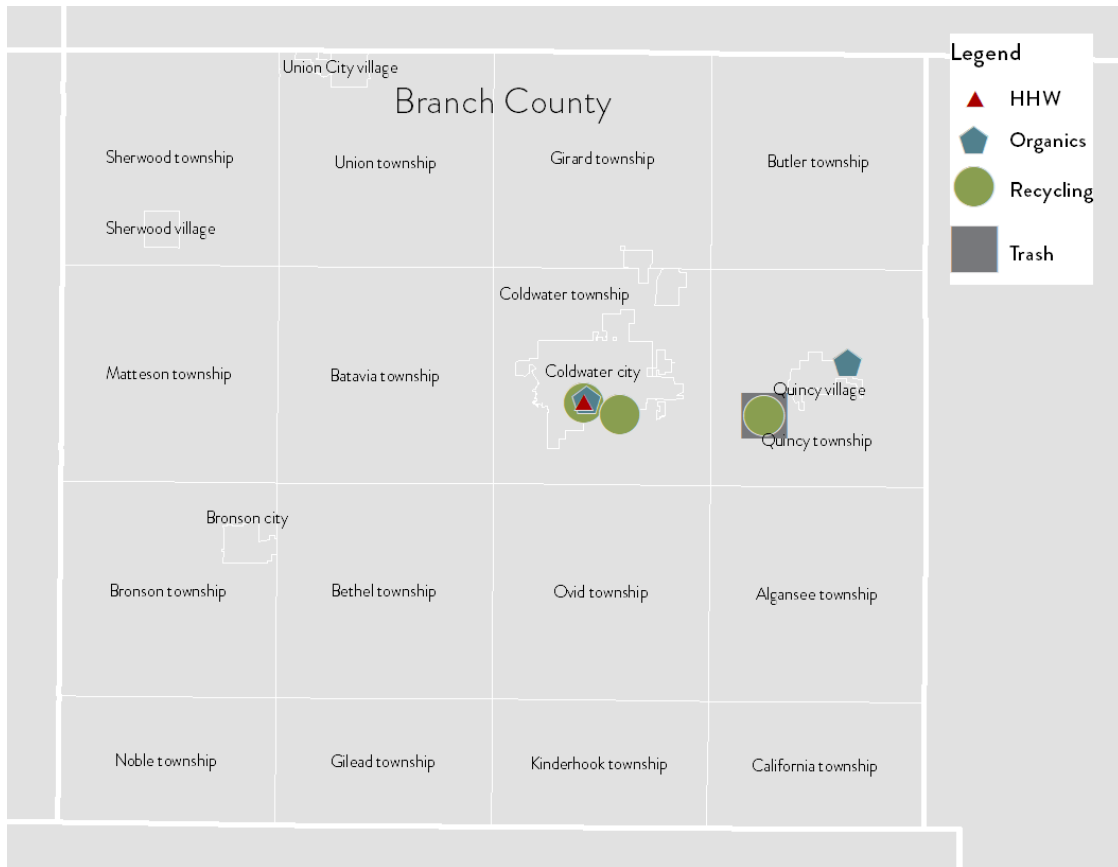 Union City village
Branch County
Sherwood township
Union township
Girard township
Butler township
Sherwood village
Coldwater township
Matteson township
Batavia township
Coldwater city
Quincy village
Quincy township
Bronson city
Bronson township
Bethel township
Ovid township
Algansee township
Noble township
Gilead township
Kinderhook township
California township
Legend
HHW
Organics
Recycling
Trash